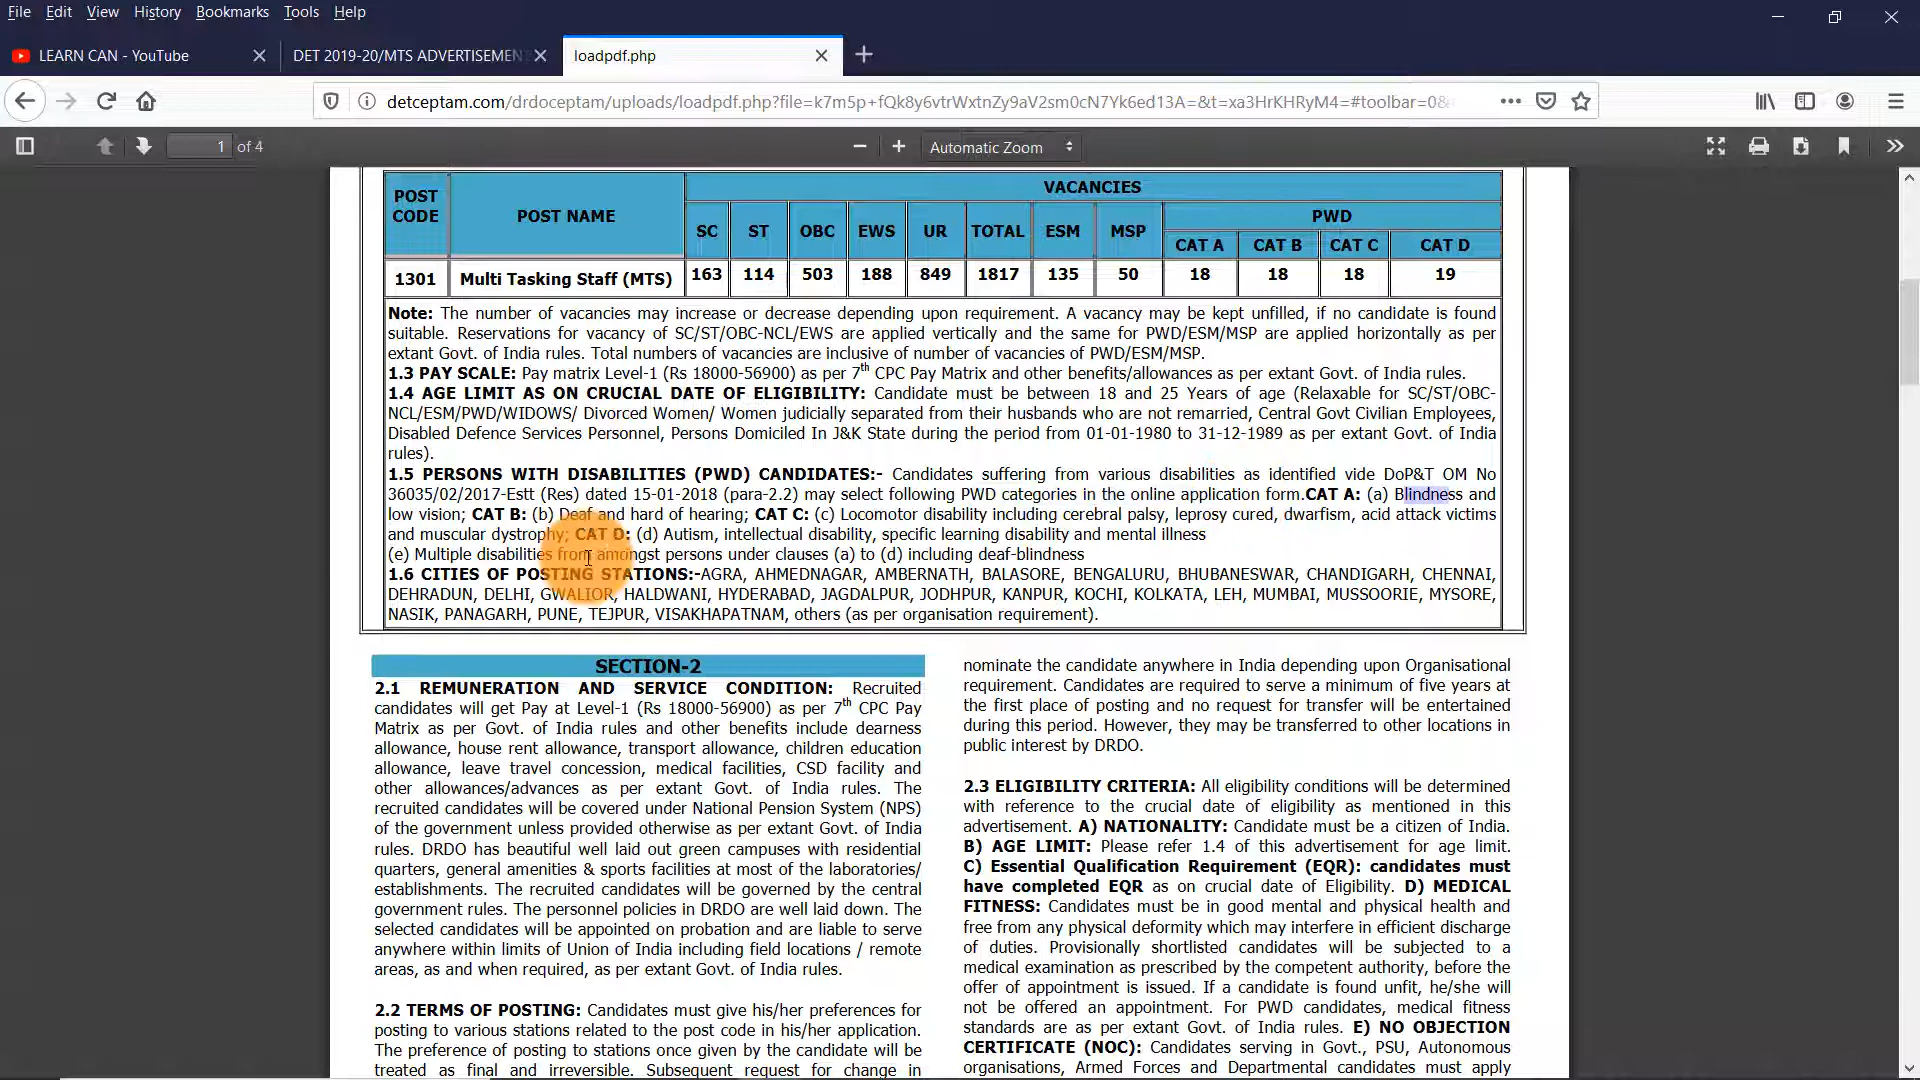 File Edit View History Bookmarks Tools Help
LEARN CAN - YouTube
DET 2019-20/MTS ADVERTISEMEN
loadpdf.php
detceptam.com/drdoceptam/uploads/loadpdf.php?file=k7m5p+fQk8y6vtrWxtnZy9aV2sm0cN7Yk6ed13A=&t=xa3HrKHRyM4=#toolbar=0&
1 of 4
Automatic Zoom
POST CODE POST NAME VACANCIES
SC ST OBC EWS UR TOTAL ESM MSP PWD
CAT A CAT B CAT C CAT D
1301 Multi Tasking Staff (MTS) 163 114 503 188 849 1817 135 50 18 18 18 19
Note: The number of vacancies may increase or decrease depending upon requirement. A vacancy may be kept unfilled, if no candidate is found
suitable. Reservations for vacancy of SC/ST/OBC-NCL/EWS are applied vertically and the same for PWD/ESM/MSP are applied horizontally as per
extant Govt. of India rules. Total numbers of vacancies are inclusive of number of vacancies of PWD/ESM/MSP.
1.3 PAY SCALE: Pay matrix Level-1 (Rs 18000-56900) as per 7th CPC Pay Matrix and other benefits/allowances as per extant Govt. of India rules.
1.4 AGE LIMIT AS ON CRUCIAL DATE OF ELIGIBILITY: Candidate must be between 18 and 25 Years of age (Relaxable for SC/ST/OBC-
NCL/ESM/PWD/WIDOWS/ Divorced Women/ Women judicially separated from their husbands who are not remarried, Central Govt Civilian Employees,
Disabled Defence Services Personnel, Persons Domiciled In J&K State during the period from 01-01-1980 to 31-12-1989 as per extant Govt. of India
rules).
1.5 PERSONS WITH DISABILITIES (PWD) CANDIDATES:- Candidates suffering from various disabilities as identified vide DoP&T OM No
36035/02/2017-Estt (Res) dated 15-01-2018 (para-2.2) may select following PWD categories in the online application form.CAT A: (a) Blindness and
low vision; CAT B: (b) Deaf and hard of hearing; CAT C: (c) Locomotor disability including cerebral palsy, leprosy cured, dwarfism, acid attack victims
and muscular dystrophy; CAT D: (d) Autism, intellectual disability, specific learning disability and mental illness
(e) Multiple disabilities from amongst persons under clauses (a) to (d) including deaf-blindness
1.6 CITIES OF POSTING STATIONS:-AGRA, AHMEDNAGAR, AMBERNATH, BALASORE, BENGALURU, BHUBANESWAR, CHANDIGARH, CHENNAI,
DEHRADUN, DELHI, GWALIOR, HALDWANI, HYDERABAD, JAGDALPUR, JODHPUR, KANPUR, KOCHI, KOLKATA, LEH, MUMBAI, MUSSOORIE, MYSORE,
NASIK, PANAGARH, PUNE, TEJPUR, VISAKHAPATNAM, others (as per organisation requirement).
SECTION-2
2.1 REMUNERATION AND SERVICE CONDITION: Recruited
candidates will get Pay at Level-1 (Rs 18000-56900) as per 7th CPC Pay
Matrix as per Govt. of India rules and other benefits include dearness
allowance, house rent allowance, transport allowance, children education
allowance, leave travel concession, medical facilities, CSD facility and
other allowances/advances as per extant Govt. of India rules. The
recruited candidates will be covered under National Pension System (NPS)
of the government unless provided otherwise as per extant Govt. of India
rules. DRDO has beautiful well laid out green campuses with residential
quarters, general amenities & sports facilities at most of the laboratories/
establishments. The recruited candidates will be governed by the central
government rules. The personnel policies in DRDO are well laid down. The
selected candidates will be appointed on probation and are liable to serve
anywhere within limits of Union of India including field locations / remote
areas, as and when required, as per extant Govt. of India rules.
2.2 TERMS OF POSTING: Candidates must give his/her preferences for
posting to various stations related to the post code in his/her application.
The preference of posting to stations once given by the candidate will be
treated as final and irreversible. Subsequent request for change in
nominate the candidate anywhere in India depending upon Organisational
requirement. Candidates are required to serve a minimum of five years at
the first place of posting and no request for transfer will be entertained
during this period. However, they may be transferred to other locations in
public interest by DRDO.
2.3 ELIGIBILITY CRITERIA: All eligibility conditions will be determined
with reference to the crucial date of eligibility as mentioned in this
advertisement. A) NATIONALITY: Candidate must be a citizen of India.
B) AGE LIMIT: Please refer 1.4 of this advertisement for age limit.
C) Essential Qualification Requirement (EQR): candidates must
have completed EQR as on crucial date of Eligibility. D) MEDICAL
FITNESS: Candidates must be in good mental and physical health and
free from any physical deformity which may interfere in efficient discharge
of duties. Provisionally shortlisted candidates will be subjected to a
medical examination as prescribed by the competent authority, before the
offer of appointment is issued. If a candidate is found unfit, he/she will
not be offered an appointment. For PWD candidates, medical fitness
standards are as per extant Govt. of India rules. E) NO OBJECTION
CERTIFICATE (NOC): Candidates serving in Govt., PSU, Autonomous
organisations, Armed Forces and Departmental candidates must apply